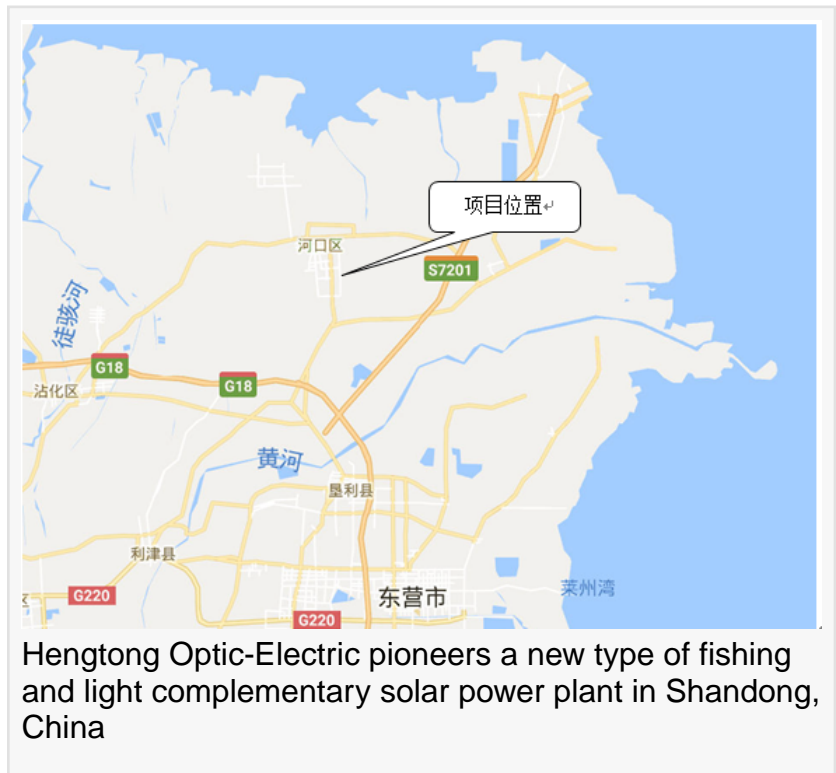 项目位置
河口区
S7201
徒骇河
G18
G18
沾化区
黄河
垦利县
利津县
G220
东营市
莱州湾
区
G220
Hengtong Optic-Electric pioneers a new type of fishing
and light complementary solar power plant in Shandong,
China